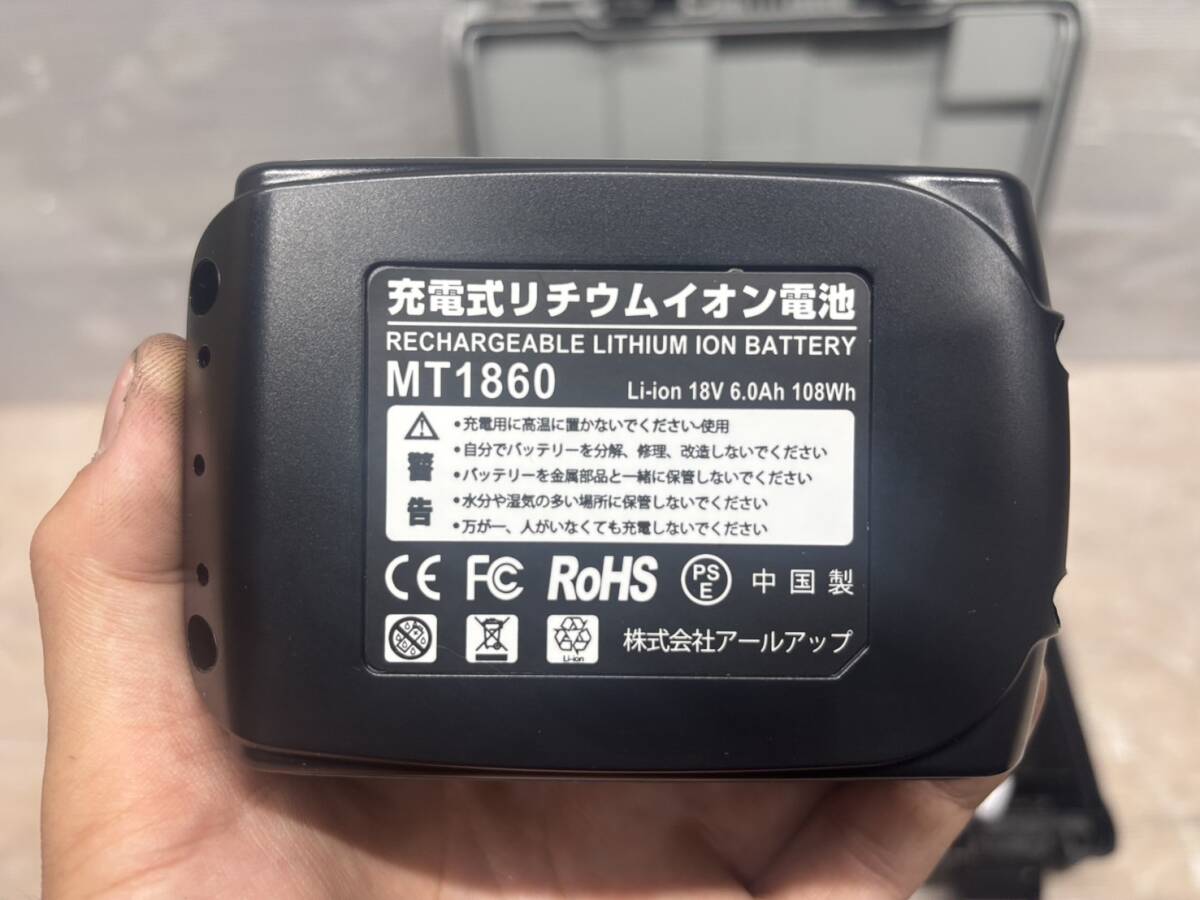 充電式リチウムイオン電池
RECHARGEABLE LITHIUM ION BATTERY
MT1860 Li-ion 18V 6.0Ah 108Wh
警告
•充電用に高温に置かないでください-使用
•自分でバッテリーを分解、修理、改造しないでください
•バッテリーを金属部品と一緒に保管しないでください
•水分や湿気の多い場所に保管しないでください
•万が一、人がいなくても充電しないでください
CE FC RoHS PSE 中国製
Li-ion 株式会社アールアップ